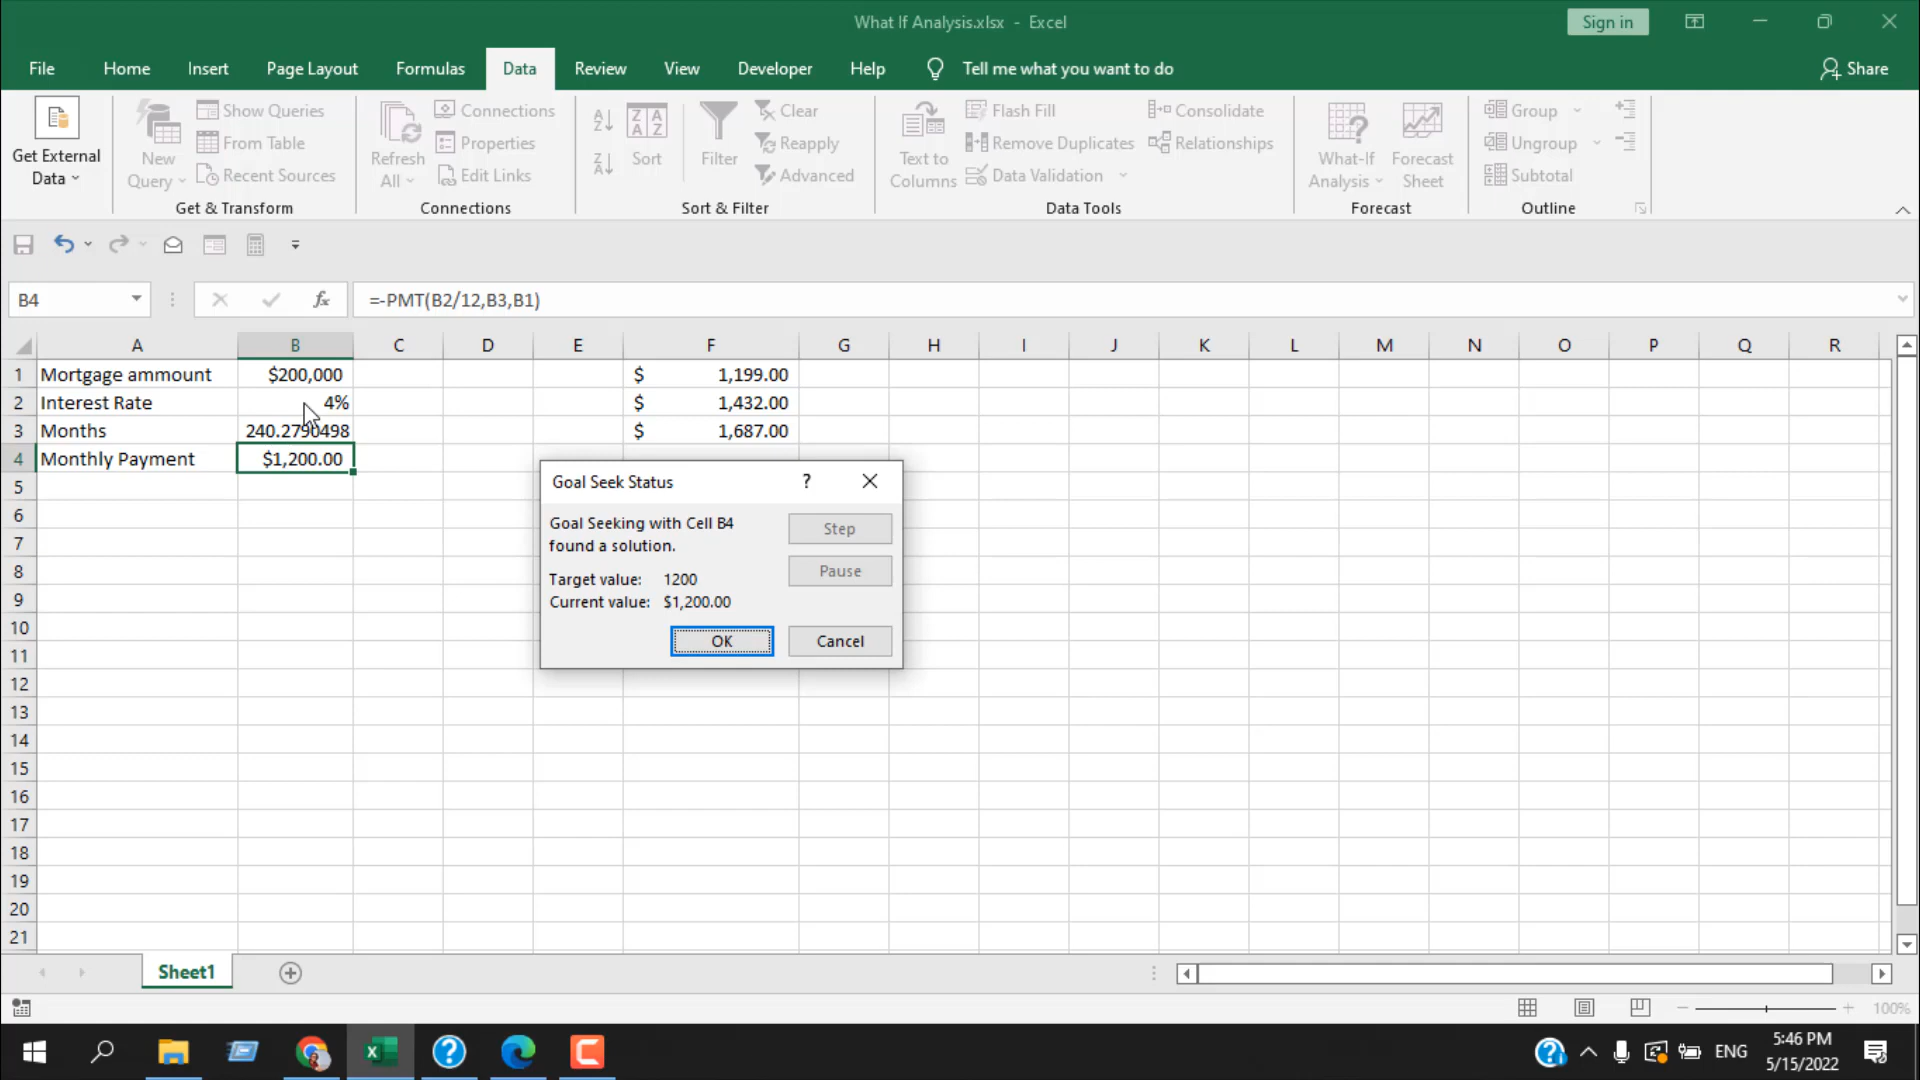 What If Analysis.xlsx - Excel
Sign in
File Home Insert Page Layout Formulas Data Review View Developer Help Tell me what you want to do Share
Get External Data
New Query
Show Queries
From Table
Recent Sources
Get & Transform
Refresh All
Connections
Properties
Edit Links
Connections
Sort
Filter
Clear
Reapply
Advanced
Sort & Filter
Text to Columns
Flash Fill
Remove Duplicates
Data Validation
Consolidate
Relationships
Data Tools
What-If Analysis
Forecast Sheet
Forecast
Group
Ungroup
Subtotal
Outline
B4 fx =-PMT(B2/12,B3,B1)
A B C D E F G H I J K L M N O P Q R
1 Mortgage ammount $200,000 $ 1,199.00
2 Interest Rate 4% $ 1,432.00
3 Months 240.2790498 $ 1,687.00
4 Monthly Payment $1,200.00
5
6
7
8
9
10
11
12
13
14
15
16
17
18
19
20
21
Goal Seek Status ?
Goal Seeking with Cell B4
found a solution.
Target value: 1200
Current value: $1,200.00
Step
Pause
OK Cancel
Sheet1
100%
ENG
5:46 PM
5/15/2022